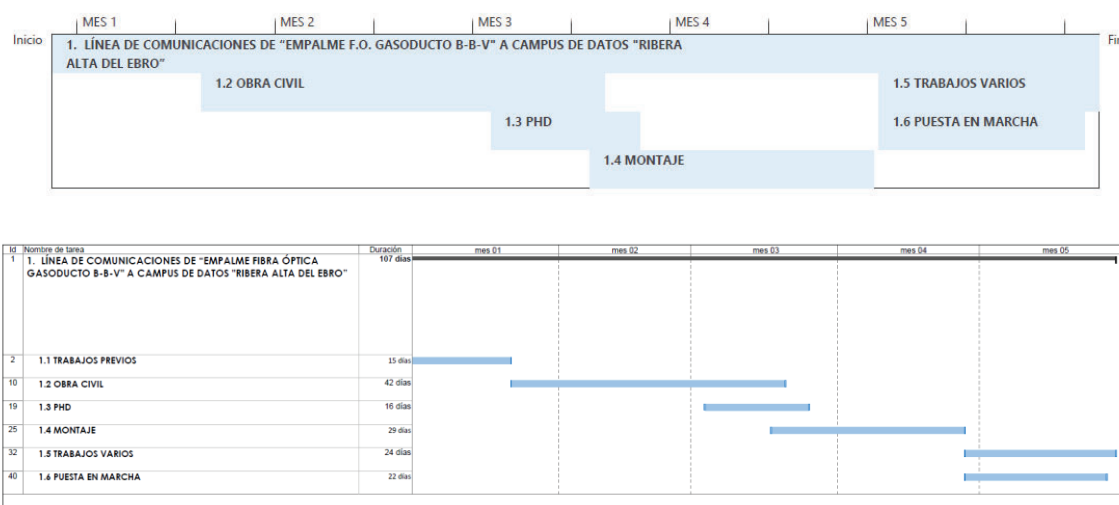 MES 1 MES 2 MES 3 MES 4 MES 5
Inicio
1. LÍNEA DE COMUNICACIONES DE “EMPALME F.O. GASODUCTO B-B-V" A CAMPUS DE DATOS "RIBERA
ALTA DEL EBRO”
1.2 OBRA CIVIL 1.5 TRABAJOS VARIOS
1.3 PHD 1.6 PUESTA EN MARCHA
1.4 MONTAJE
Id Nombre de tarea Duración mes 01 mes 02 mes 03 mes 04 mes 05
1 1. LÍNEA DE COMUNICACIONES DE “EMPALME FIBRA ÓPTICA 107 días
GASODUCTO B-B-V” A CAMPUS DE DATOS "RIBERA ALTA DEL EBRO”
2 1.1 TRABAJOS PREVIOS 15 días
10 1.2 OBRA CIVIL 42 días
19 1.3 PHD 16 días
25 1.4 MONTAJE 29 días
32 1.5 TRABAJOS VARIOS 24 días
40 1.6 PUESTA EN MARCHA 22 días